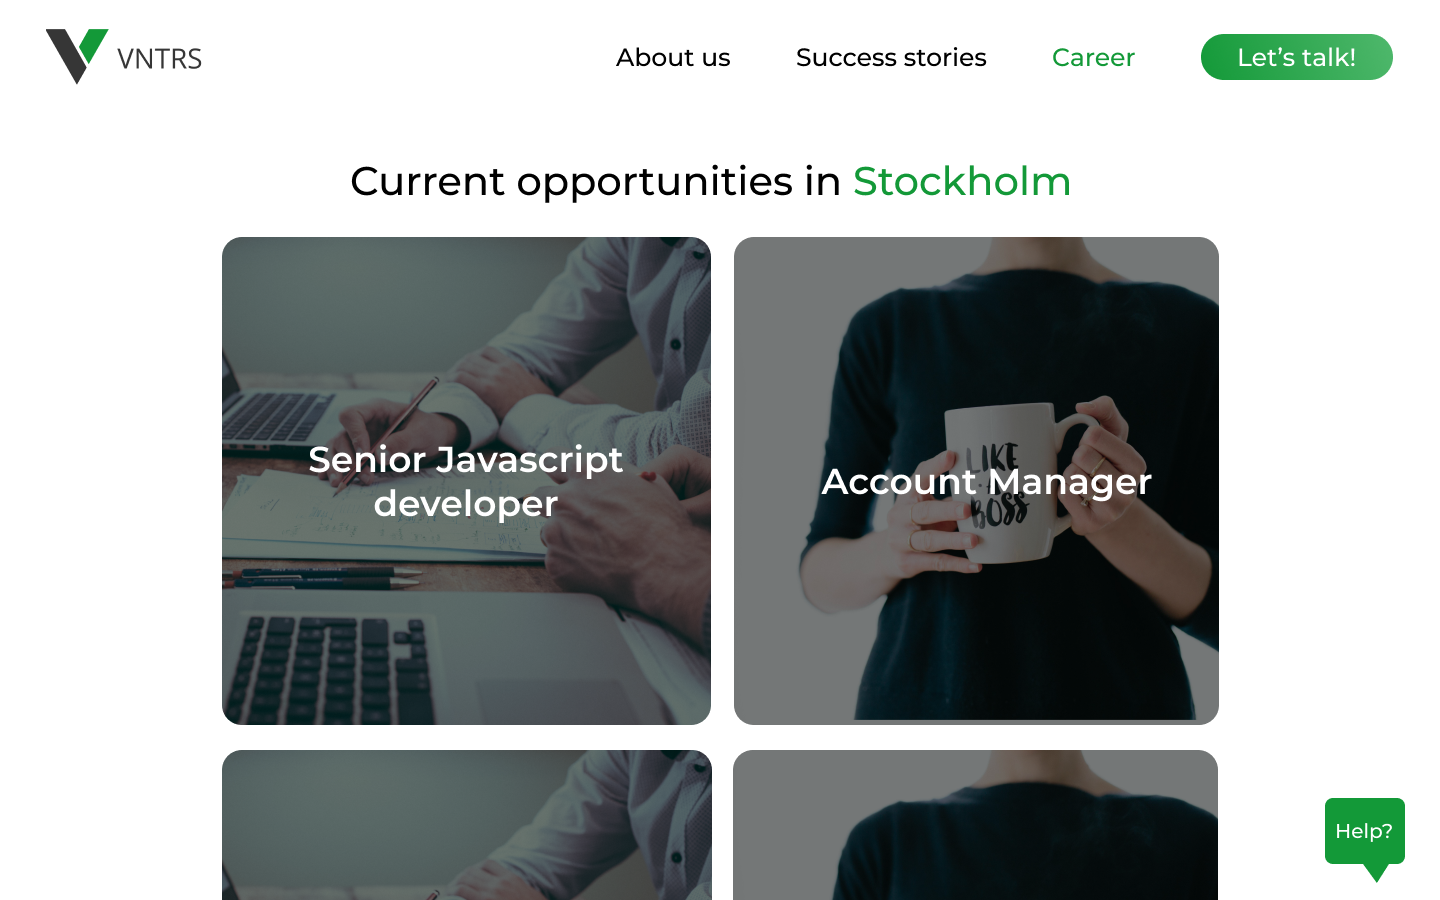 VNTRS
About us
Success stories
Career
Let’s talk!
Current opportunities in Stockholm
Senior Javascript
developer
LIKE
A
BOSS
Account Manager
Help?